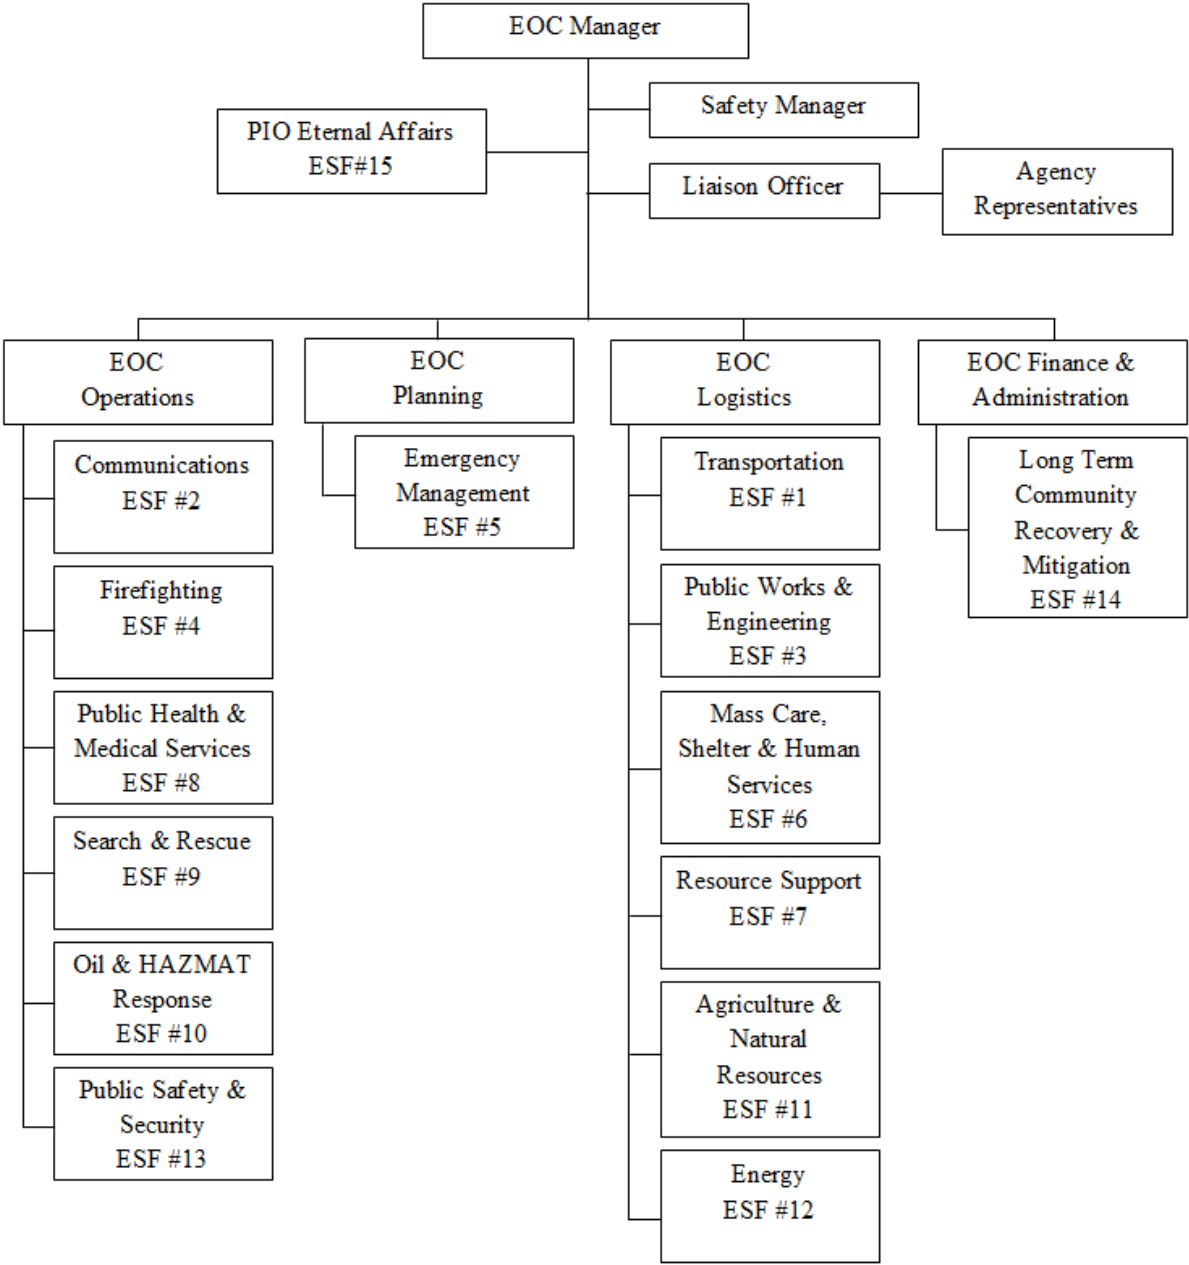 EOC Manager
Safety Manager
PIO Eternal Affairs
ESF#15
Liaison Officer
Agency
Representatives
EOC
Operations
Communications
ESF #2
Firefighting
ESF #4
Public Health &
Medical Services
ESF #8
Search & Rescue
ESF #9
Oil & HAZMAT
Response
ESF #10
Public Safety &
Security
ESF #13
EOC
Planning
Emergency
Management
ESF #5
EOC
Logistics
Transportation
ESF #1
Public Works &
Engineering
ESF #3
Mass Care,
Shelter & Human
Services
ESF #6
Resource Support
ESF #7
Agriculture &
Natural
Resources
ESF #11
Energy
ESF #12
EOC Finance &
Administration
Long Term
Community
Recovery &
Mitigation
ESF #14